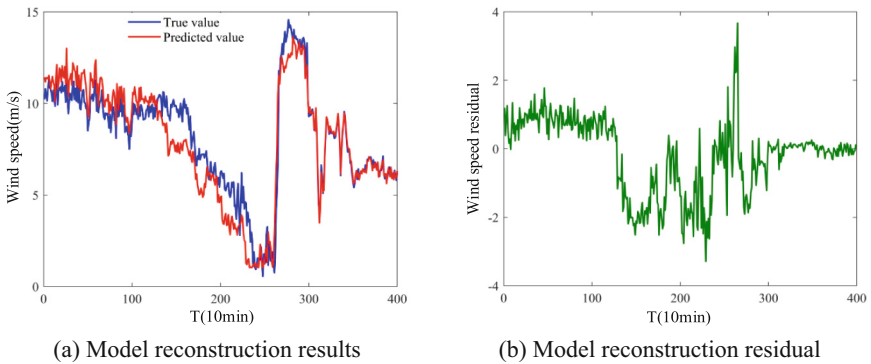 15
10
5
0
Wind speed(m/s)
True value
Predicted value
0
100
200
300
400
T(10min)
(a) Model reconstruction results
4
2
0
-2
-4
Wind speed residual
0
100
200
300
400
T(10min)
(b) Model reconstruction residual